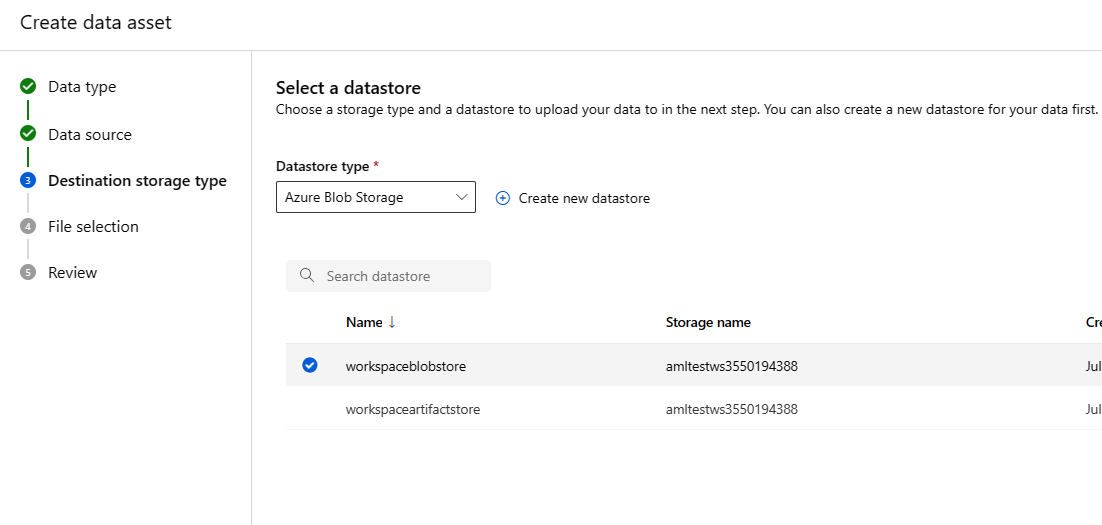 Create data asset
Data type
Data source
3 Destination storage type
4 File selection
5 Review
Select a datastore
Choose a storage type and a datastore to upload your data to in the next step. You can also create a new datastore for your data first.
Datastore type *
Azure Blob Storage
Create new datastore
Search datastore
Name ↓ Storage name Cre
workspaceblobstore amltestws3550194388 Jul
workspaceartifactstore amltestws3550194388 Jul